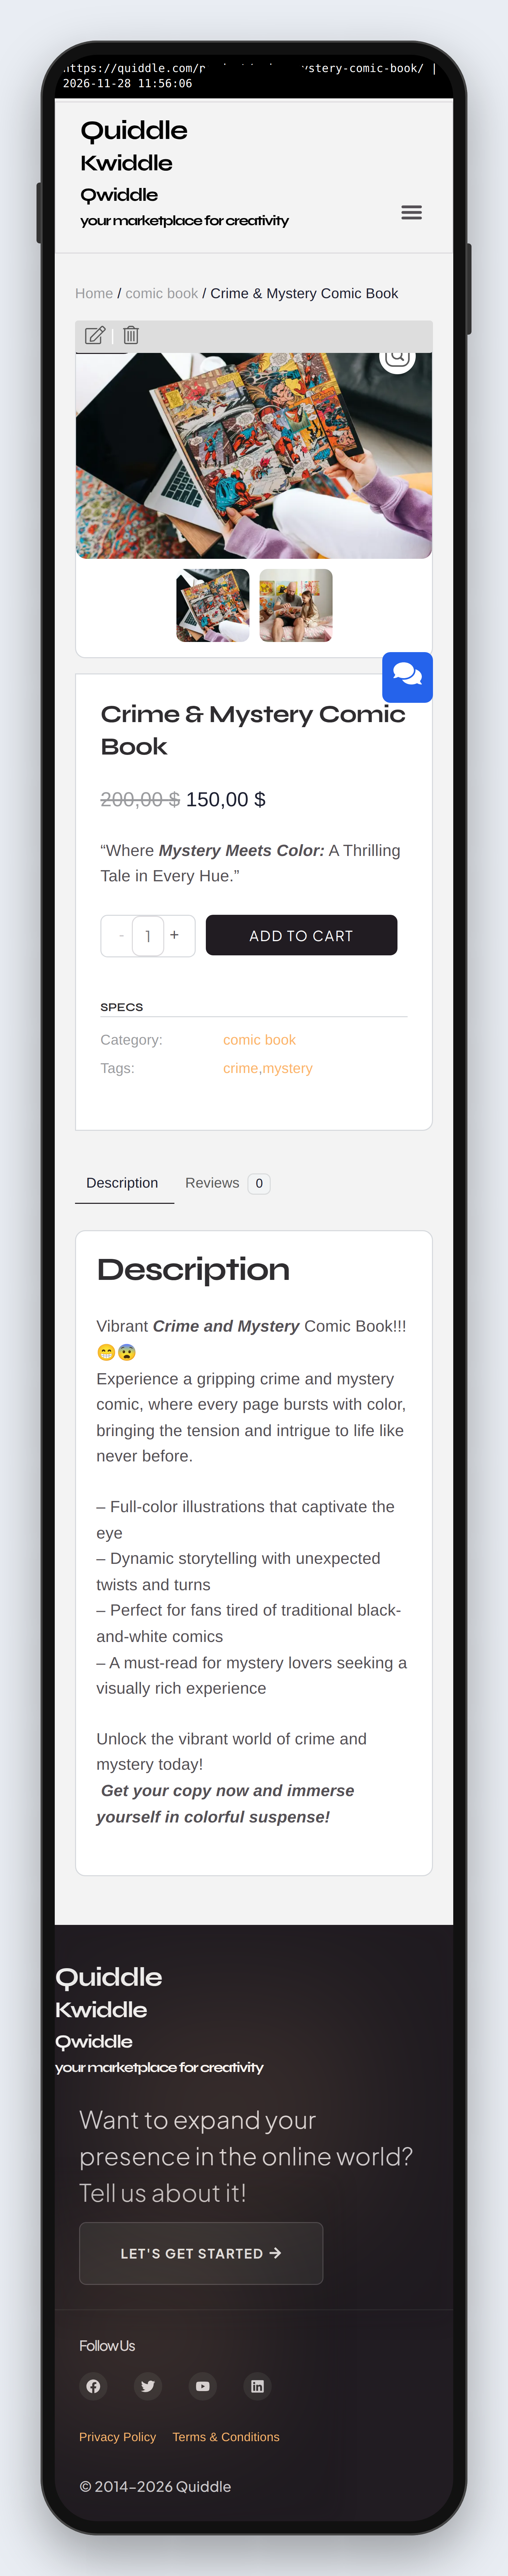 https://quiddle.com/ ystery-comic-book/ |
2026-11-28 11:56:06
Quiddle
Kwiddle
Qwiddle
your marketplace for creativity
Home / comic book / Crime & Mystery Comic Book
Crime & Mystery Comic
Book
200,00 $ 150,00 $
“Where Mystery Meets Color: A Thrilling
Tale in Every Hue.”
- 1 + ADD TO CART
SPECS
Category: comic book
Tags: crime,mystery
Description Reviews 0
Description
Vibrant Crime and Mystery Comic Book!!!
😁😨
Experience a gripping crime and mystery
comic, where every page bursts with color,
bringing the tension and intrigue to life like
never before.
– Full-color illustrations that captivate the
eye
– Dynamic storytelling with unexpected
twists and turns
– Perfect for fans tired of traditional black-
and-white comics
– A must-read for mystery lovers seeking a
visually rich experience
Unlock the vibrant world of crime and
mystery today!
Get your copy now and immerse
yourself in colorful suspense!
Quiddle
Kwiddle
Qwiddle
your marketplace for creativity
Want to expand your
presence in the online world?
Tell us about it!
LET'S GET STARTED →
Follow Us
Privacy Policy Terms & Conditions
© 2014–2026 Quiddle